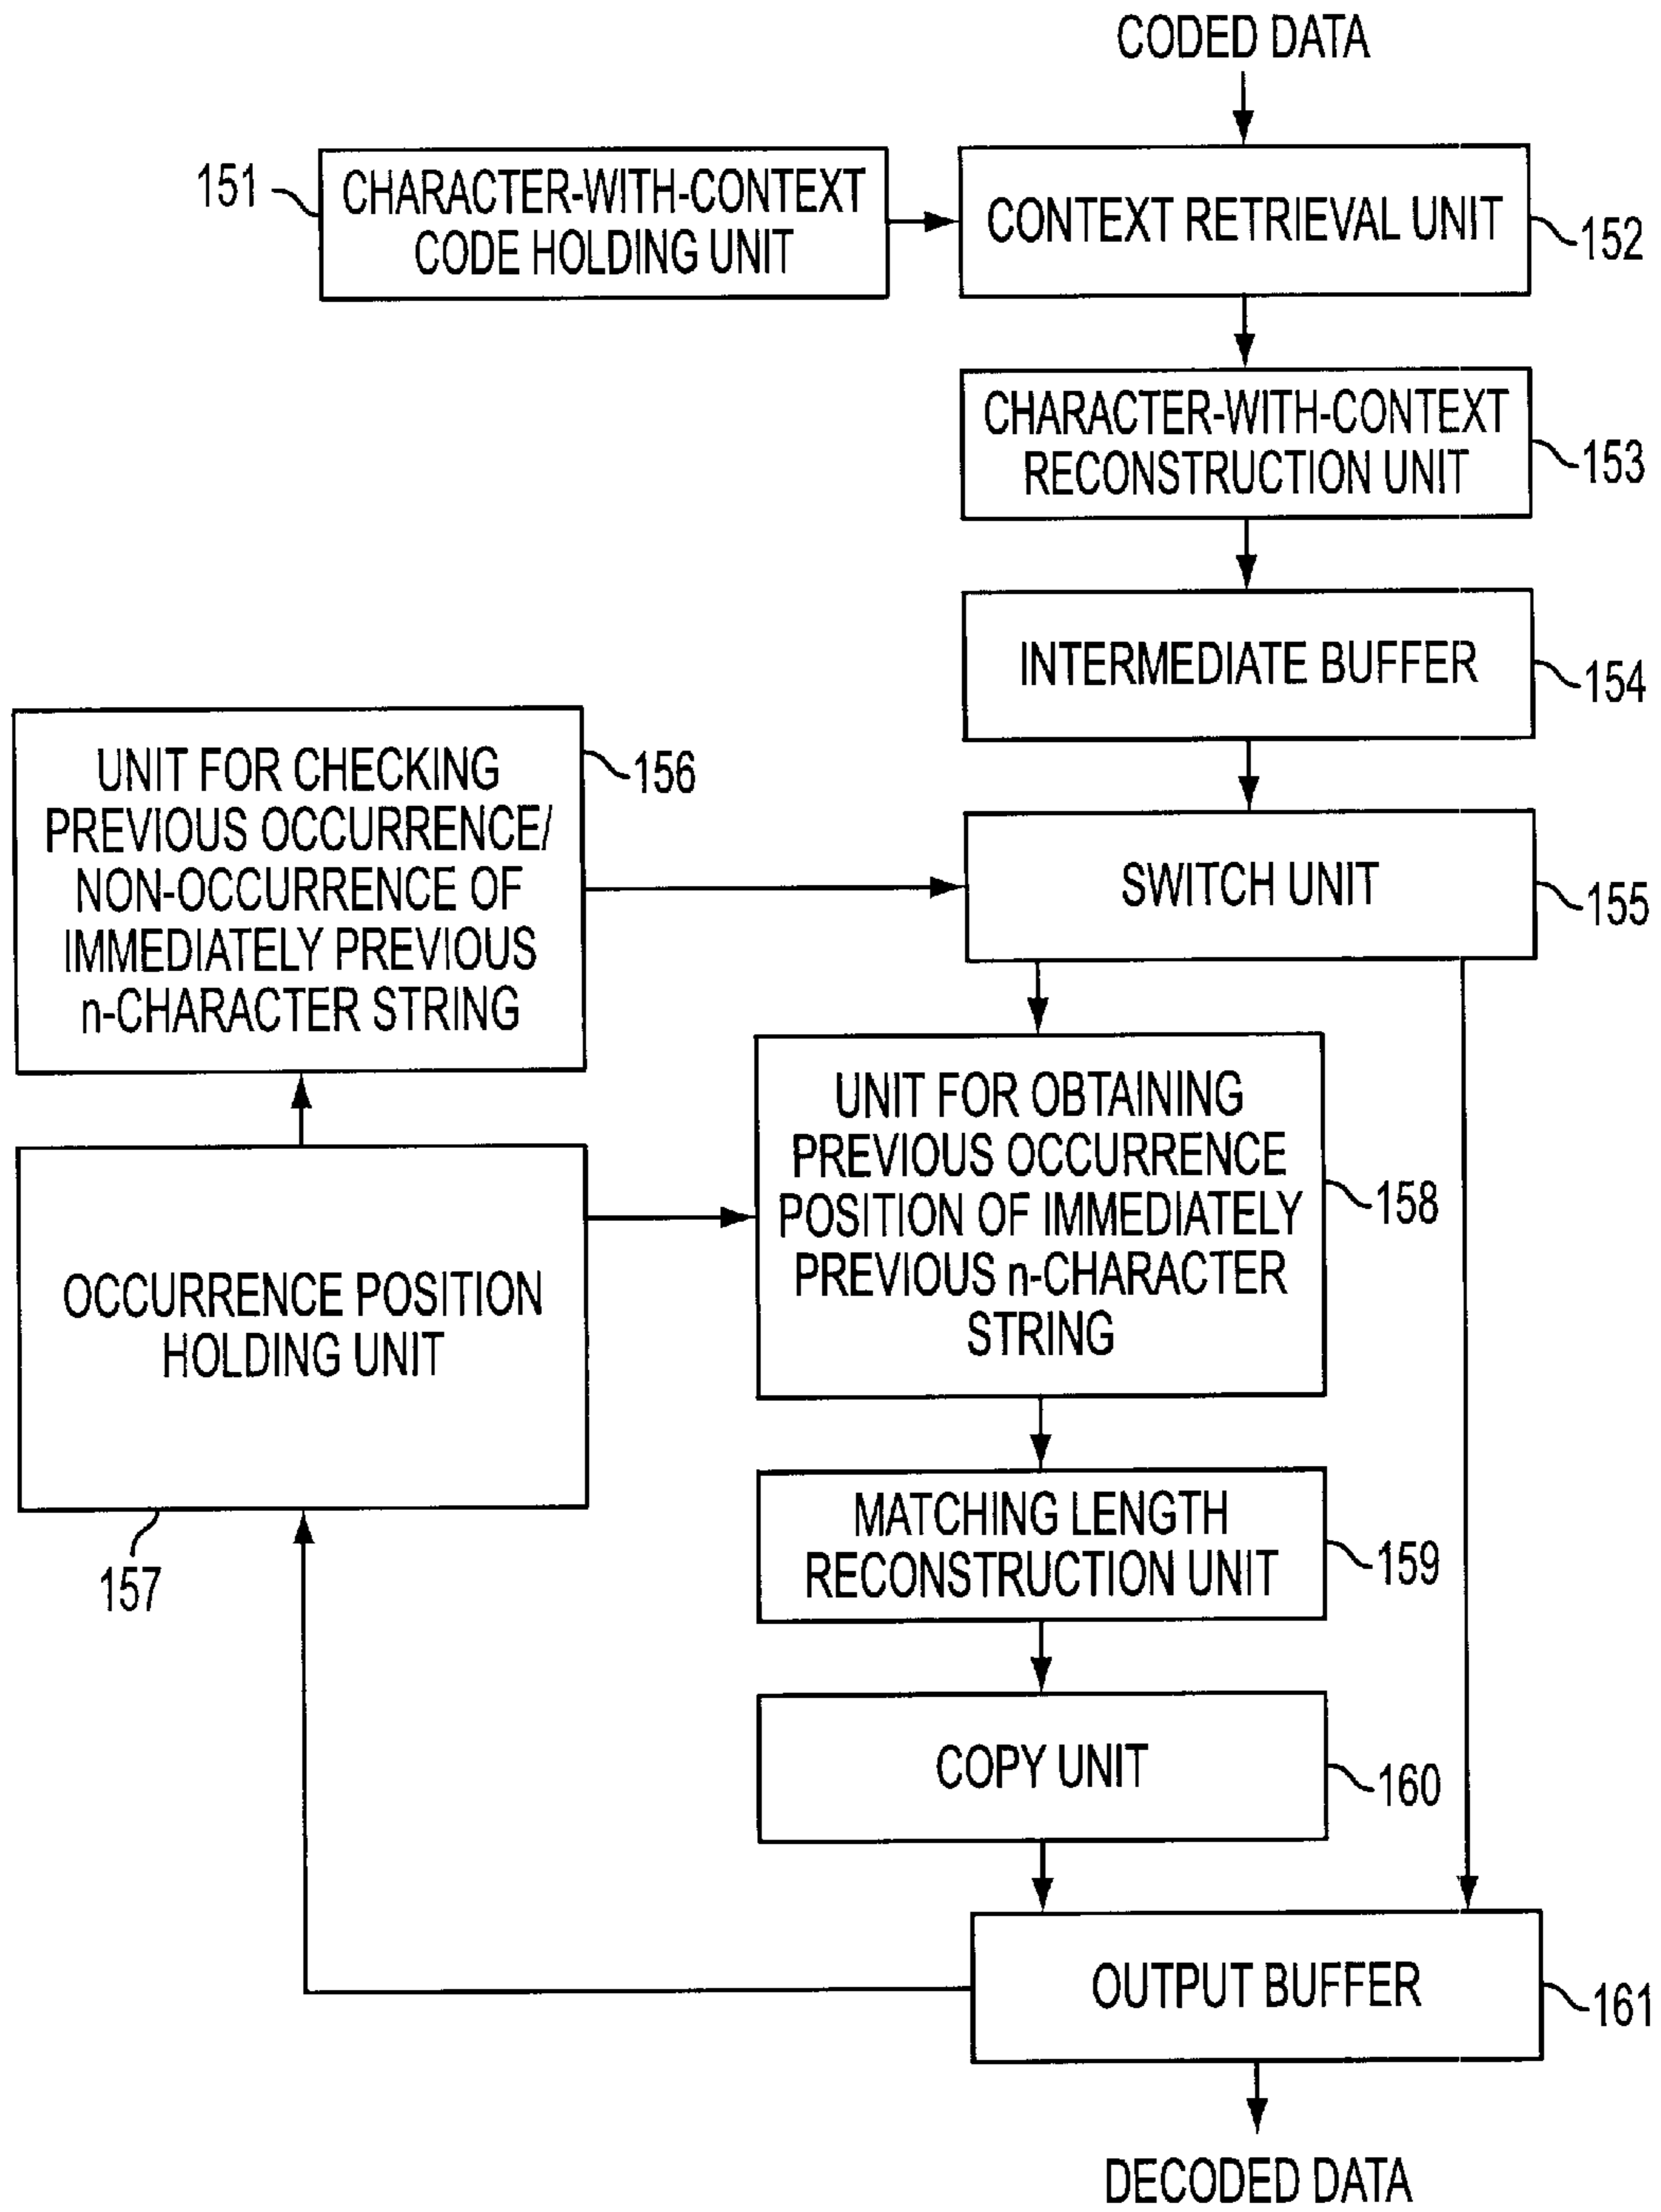 CODED DATA
151
CHARACTER-WITH-CONTEXT
CODE HOLDING UNIT
CONTEXT RETRIEVAL UNIT
152
CHARACTER-WITH-CONTEXT
RECONSTRUCTION UNIT
153
INTERMEDIATE BUFFER
154
UNIT FOR CHECKING
PREVIOUS OCCURRENCE/
NON-OCCURRENCE OF
IMMEDIATELY PREVIOUS
n-CHARACTER STRING
156
SWITCH UNIT
155
UNIT FOR OBTAINING
PREVIOUS OCCURRENCE
POSITION OF IMMEDIATELY
PREVIOUS n-CHARACTER
STRING
158
OCCURRENCE POSITION
HOLDING UNIT
157
MATCHING LENGTH
RECONSTRUCTION UNIT
159
COPY UNIT
160
OUTPUT BUFFER
161
DECODED DATA